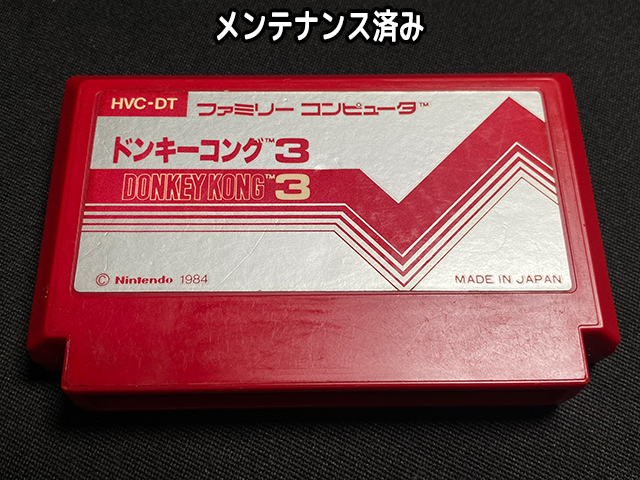 メンテナンス済み
HVC-DT ファミリー コンピュータ™
ドンキーコング™3
DONKEY KONG™3
© Nintendo 1984
MADE IN JAPAN